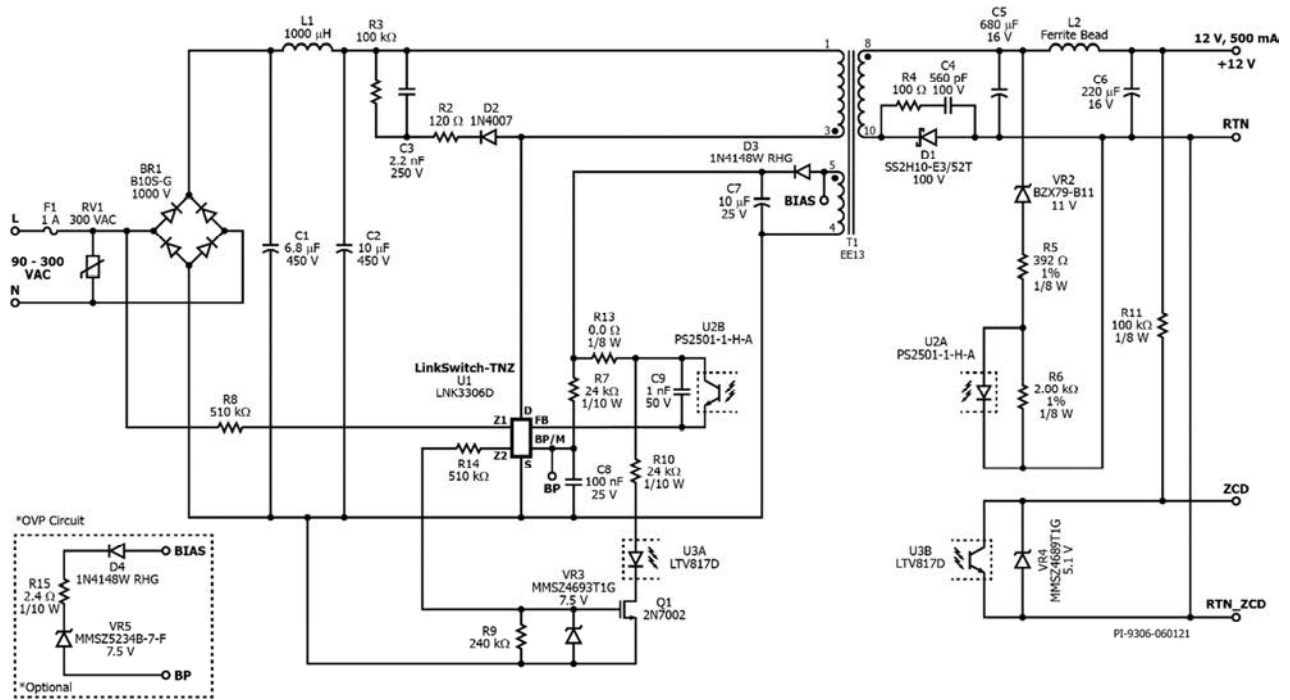 L1
1000 µH
R3
100 kΩ
R2
120 Ω
D2
1N4007
C3
2.2 nF
250 V
1
3
8
10
5
4
T1
EE13
R4
100 Ω
C4
560 pF
100 V
D1
SS2H10-E3/52T
100 V
C5
680 µF
16 V
L2
Ferrite Bead
C6
220 µF
16 V
12 V, 500 mA
+12 V
RTN
D3
1N4148W RHG
BIAS
C7
10 µF
25 V
BR1
B10S-G
1000 V
F1
1 A
RV1
300 VAC
L
90 - 300
VAC
N
C1
6.8 µF
450 V
C2
10 µF
450 V
VR2
BZX79-B11
11 V
R5
392 Ω
1%
1/8 W
R11
100 kΩ
1/8 W
U2A
PS2501-1-H-A
R6
2.00 kΩ
1%
1/8 W
R13
0.0 Ω
1/8 W
U2B
PS2501-1-H-A
R7
24 kΩ
1/10 W
C9
1 nF
50 V
LinkSwitch-TNZ
U1
LNK3306D
R8
510 kΩ
Z1
D
FB
BP/M
Z2
S
R14
510 kΩ
BP
C8
100 nF
25 V
R10
24 kΩ
1/10 W
U3A
LTV817D
VR3
MMSZ4693T1G
7.5 V
Q1
2N7002
R9
240 kΩ
ZCD
U3B
LTV817D
VR4
MMSZ4689T1G
5.1 V
RTN_ZCD
PI-9306-060121
*OVP Circuit
BIAS
D4
1N4148W RHG
R15
2.4 Ω
1/10 W
VR5
MMSZ5234B-7-F
7.5 V
BP
*Optional